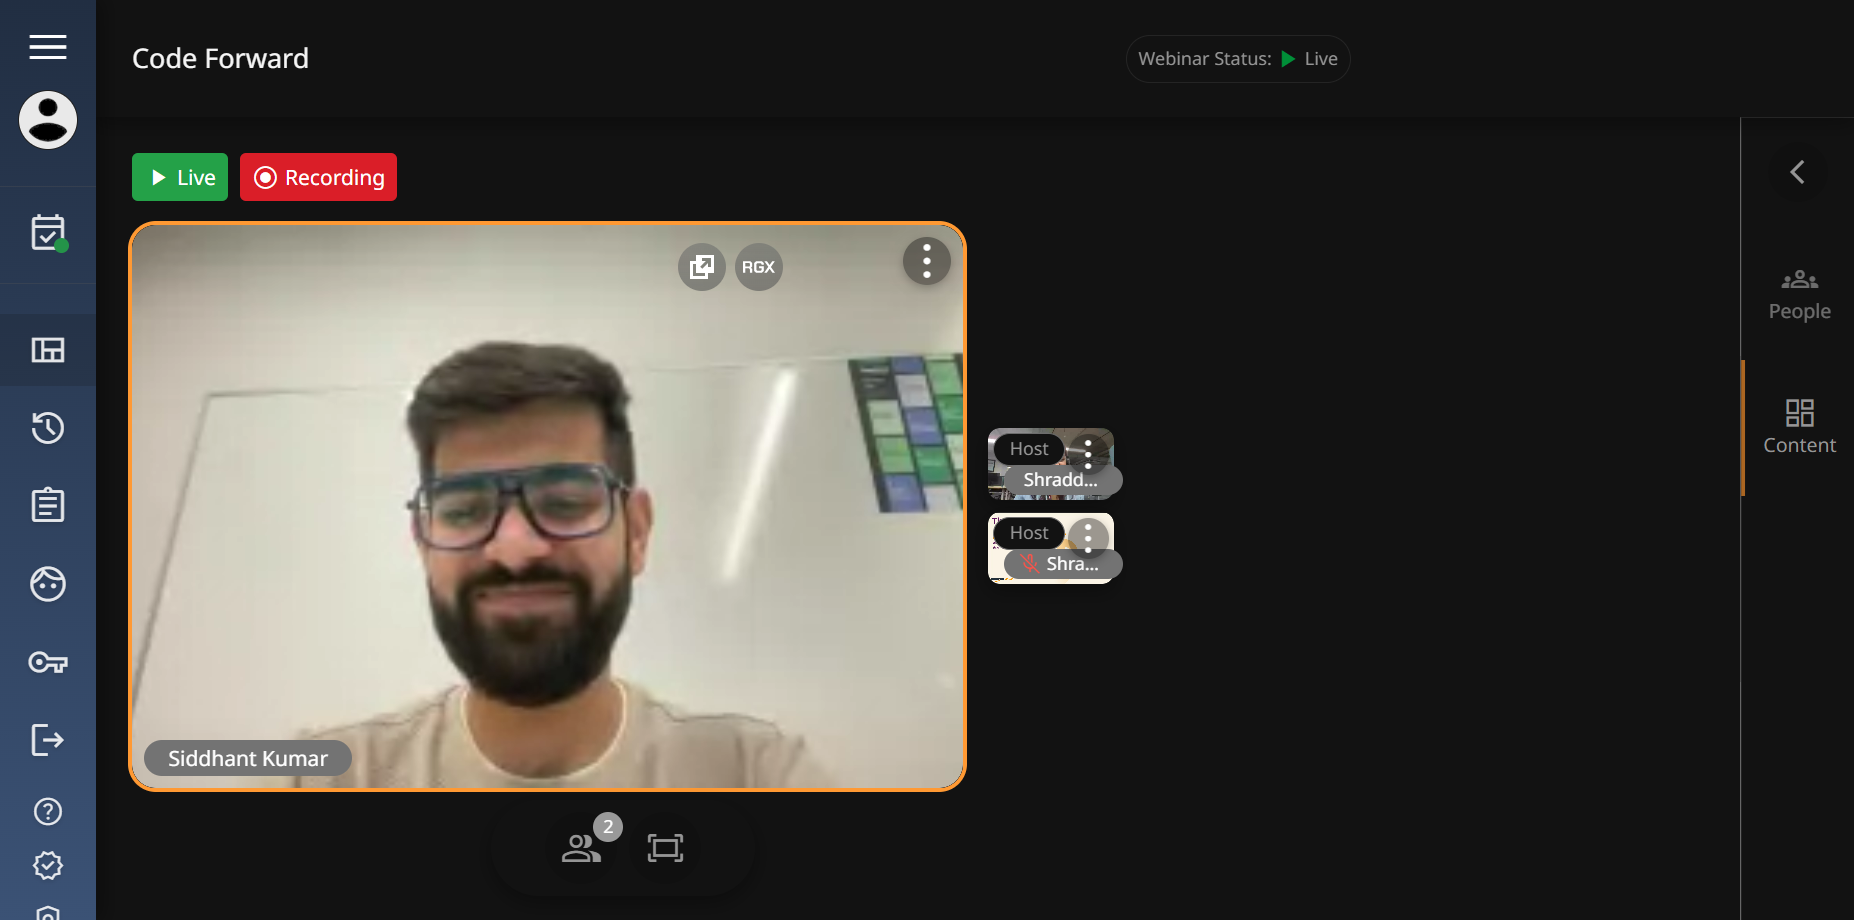 Code Forward
Webinar Status: Live
Live
Recording
RGX
Siddhant Kumar
Host
Shradd...
Host
Shra...
2
People
Content